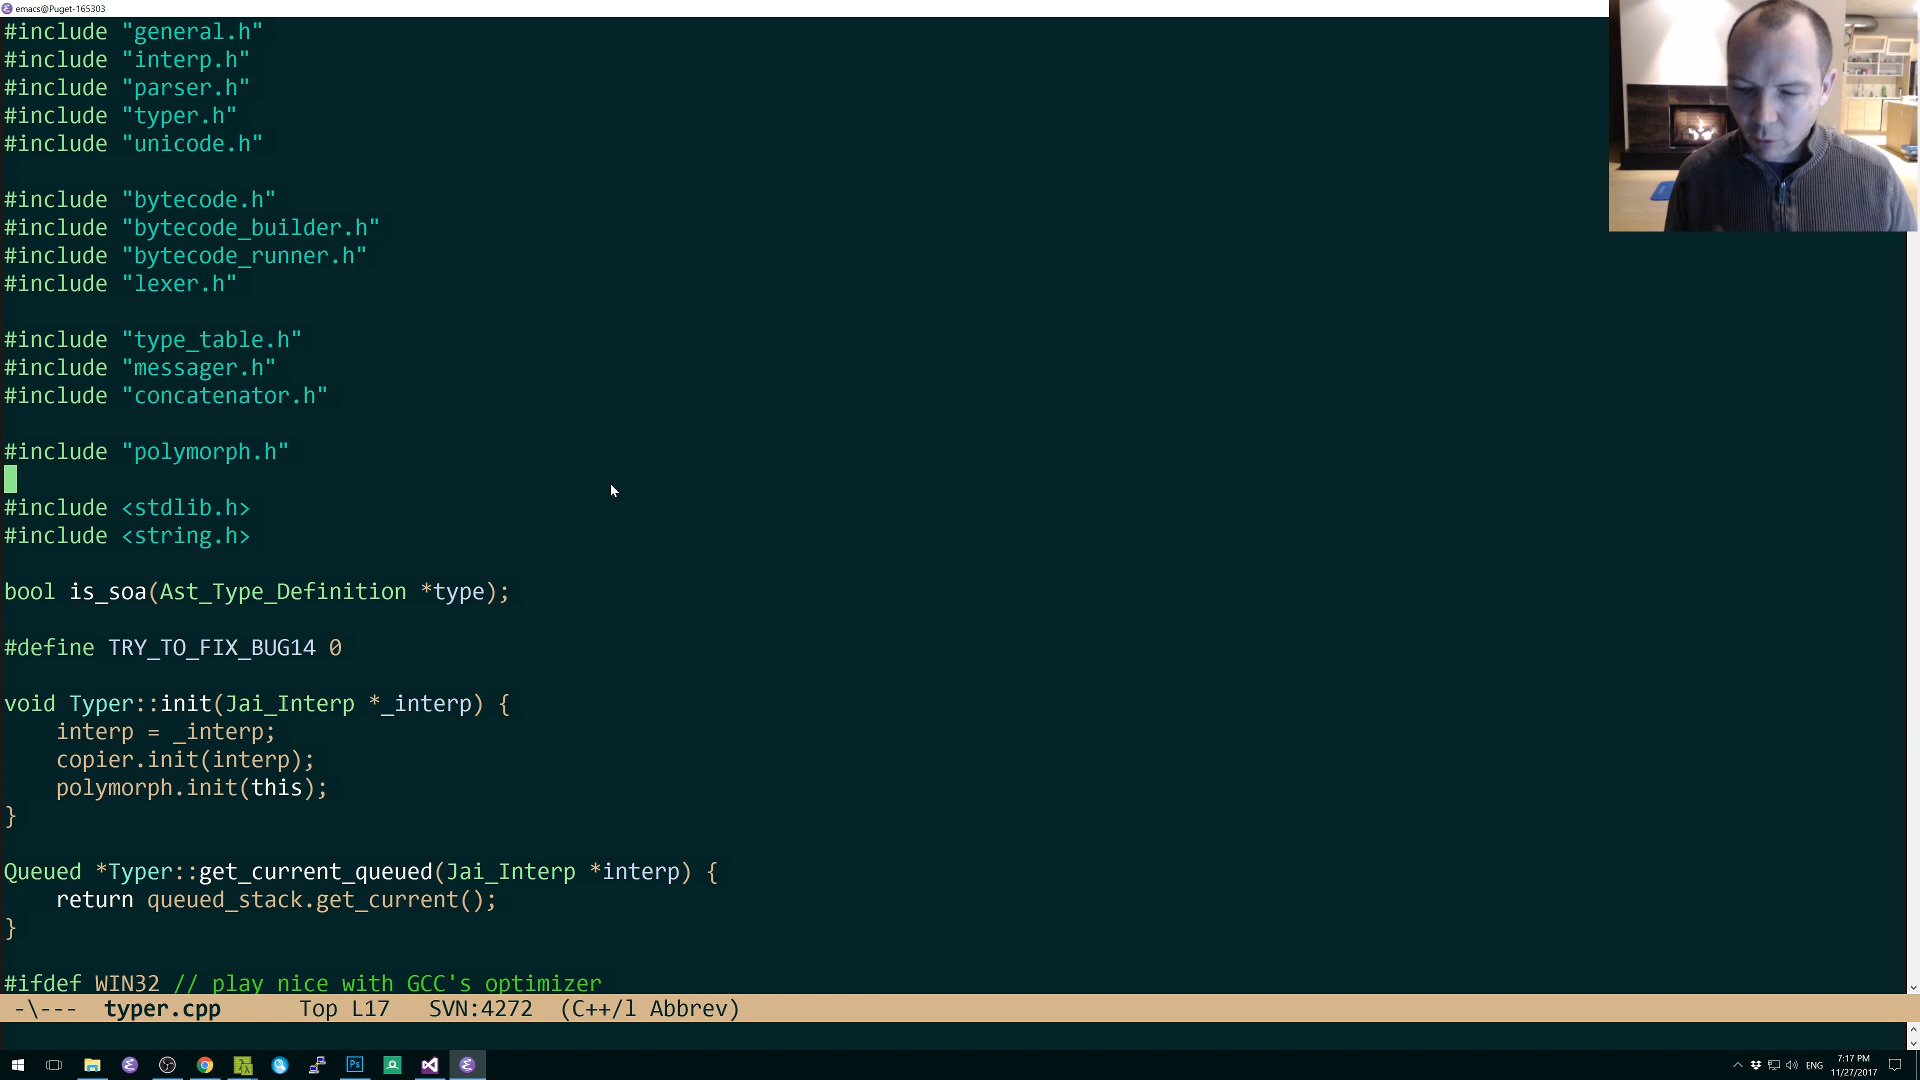 emacs@Puget-165303
#include "general.h"
#include "interp.h"
#include "parser.h"
#include "typer.h"
#include "unicode.h"
#include "bytecode.h"
#include "bytecode_builder.h"
#include "bytecode_runner.h"
#include "lexer.h"
#include "type_table.h"
#include "messager.h"
#include "concatenator.h"
#include "polymorph.h"
#include <stdlib.h>
#include <string.h>
bool is_soa(Ast_Type_Definition *type);
#define TRY_TO_FIX_BUG14 0
void Typer::init(Jai_Interp *_interp) {
    interp = _interp;
    copier.init(interp);
    polymorph.init(this);
}
Queued *Typer::get_current_queued(Jai_Interp *interp) {
    return queued_stack.get_current();
}
#ifdef WIN32 // play nice with GCC's optimizer
-\---  typer.cpp      Top L17   SVN:4272  (C++/l Abbrev)
Ps
ENG
7:17 PM
11/27/2017